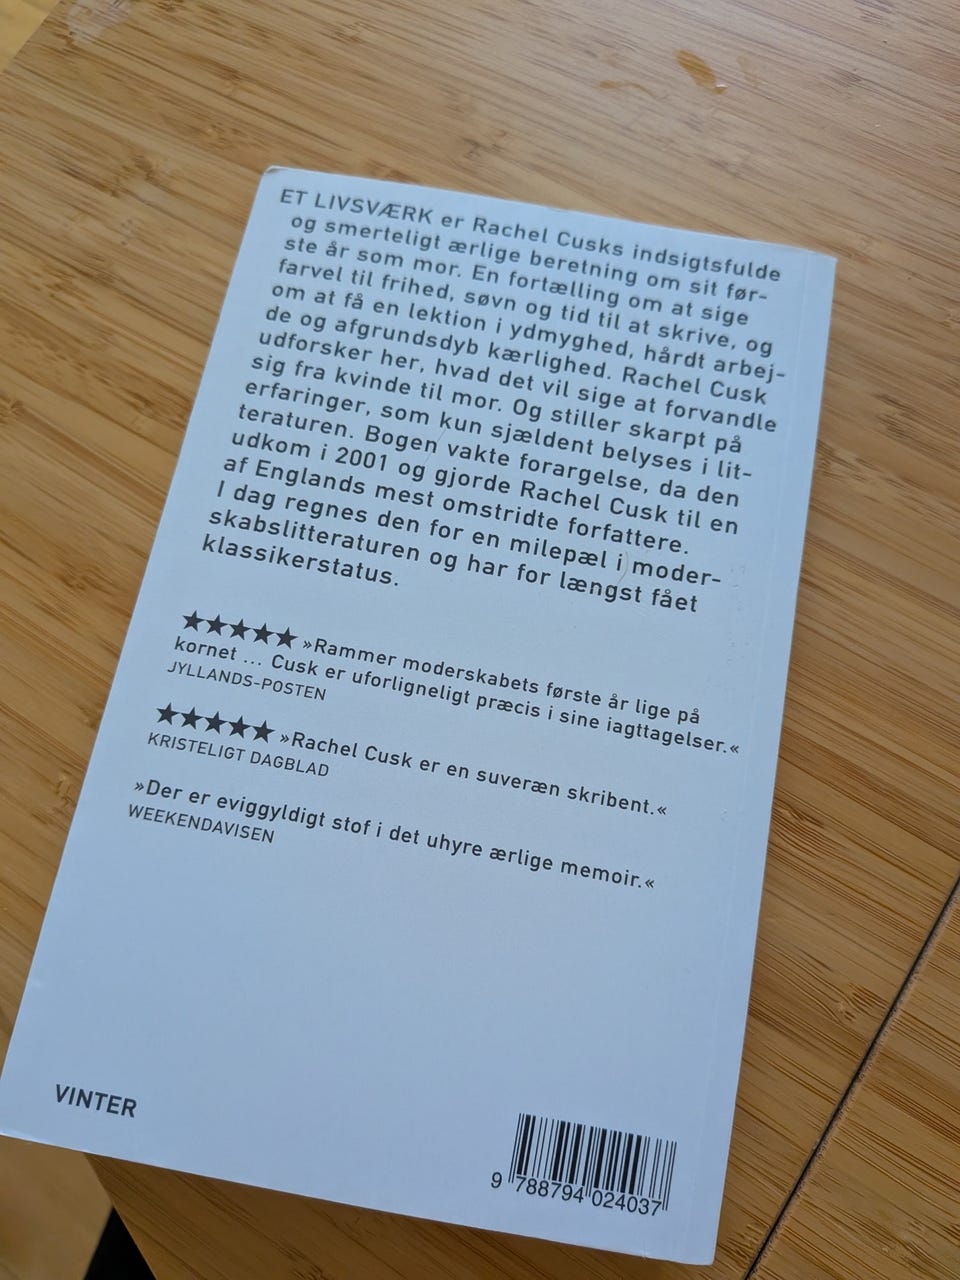 ET LIVSVÆRK er Rachel Cusks indsigtsfulde
og smerteligt ærlige beretning om sit før-
ste år som mor. En fortælling om at sige
farvel til frihed, søvn og tid til at skrive, og
om at få en lektion i ydmyghed, hårdt arbej-
de og afgrundsdyb kærlighed. Rachel Cusk
udforsker her, hvad det vil sige at forvandle
sig fra kvinde til mor. Og stiller skarpt på
erfaringer, som kun sjældent belyses i lit-
teraturen. Bogen vakte forargelse, da den
udkom i 2001 og gjorde Rachel Cusk til en
af Englands mest omstridte forfattere.
I dag regnes den for en milepæl i moder-
skabslitteraturen og har for længst fået
klassikerstatus.
★★★★★ »Rammer moderskabets første år lige på
kornet ... Cusk er uforligneligt præcis i sine iagttagelser.«
JYLLANDS-POSTEN
★★★★★ »Rachel Cusk er en suveræn skribent.«
KRISTELIGT DAGBLAD
»Der er eviggyldigt stof i det uhyre ærlige memoir.«
WEEKENDAVISEN
VINTER
9 788794 024037